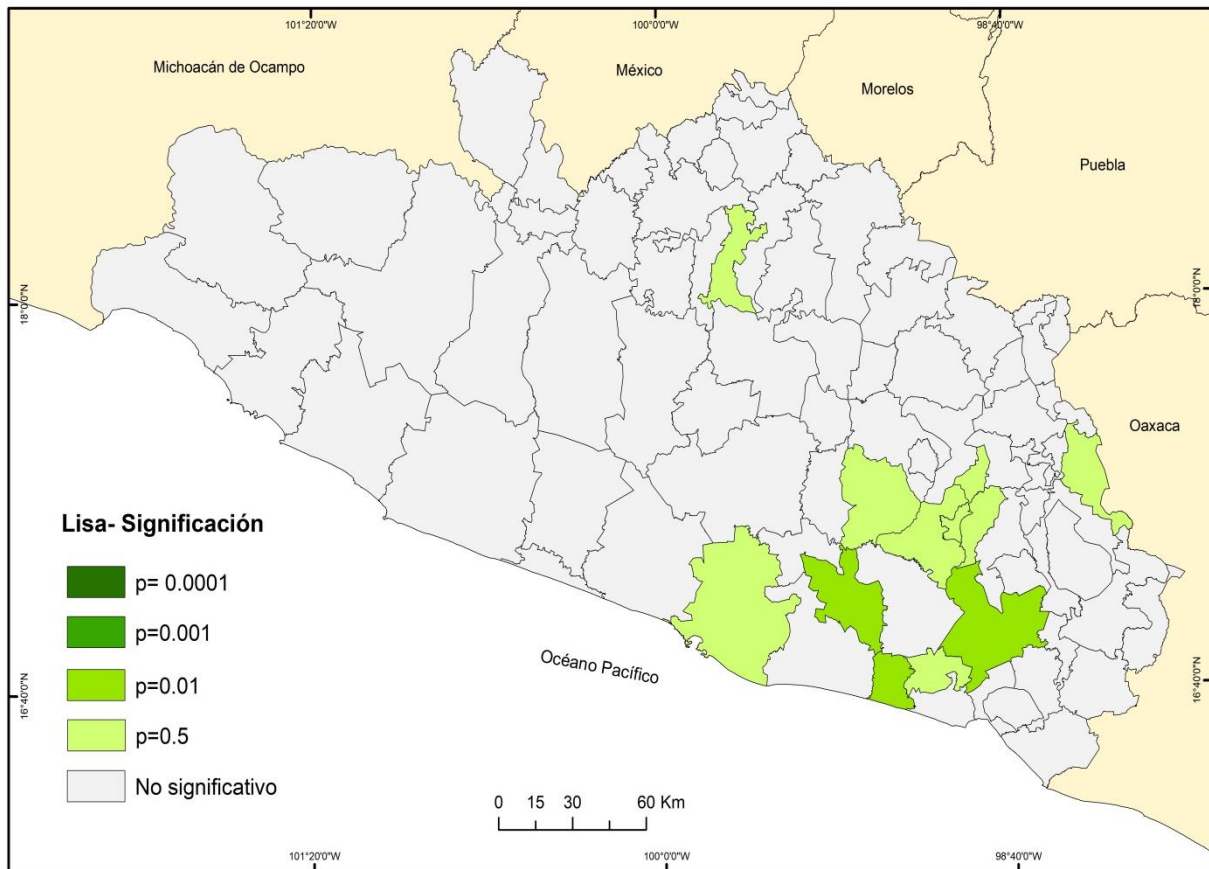 101°20'0"W
100°0'0"W
98°40'0"W
Michoacán de Ocampo
México
Morelos
Puebla
18°0'0"N
18°0'0"N
Oaxaca
Lisa- Significación
p= 0.0001
p=0.001
p=0.01
p=0.5
No significativo
Océano Pacífico
16°40'0"N
16°40'0"N
0 15 30 60 Km
101°20'0"W
100°0'0"W
98°40'0"W